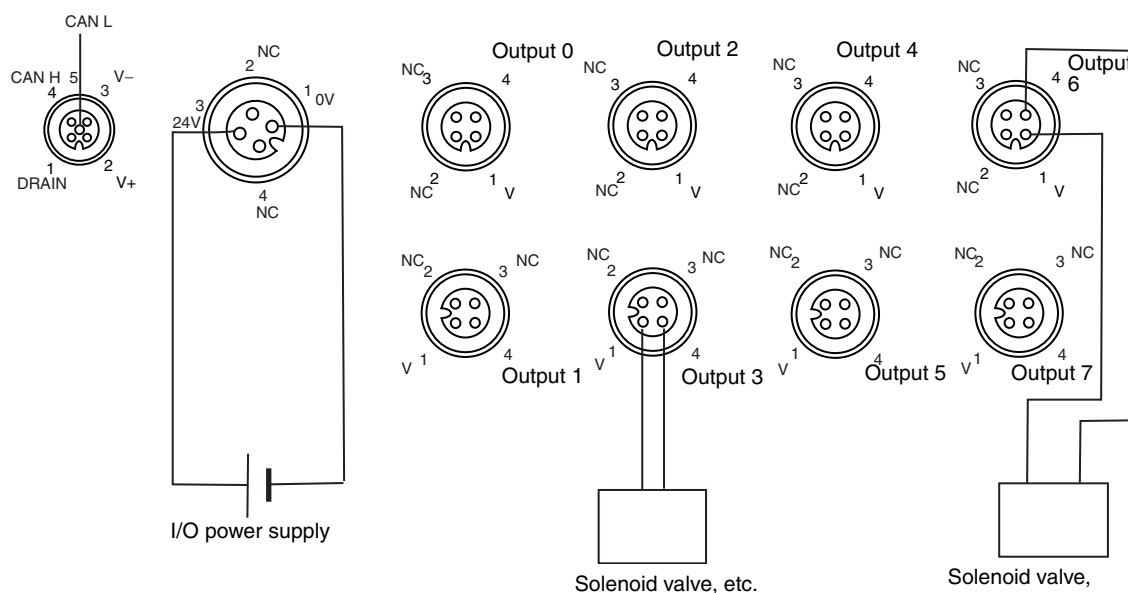 CAN L
CAN H 5 V–
4 3
1 2
DRAIN V+
NC
2
3 1 0V
24V
4
NC
I/O power supply
Output 0
NC 3 4
NC 2 1 V
Output 2
NC 3 4
NC 2 1 V
Output 4
NC 3 4
NC 2 1 V
Output
6
NC 3 4
NC 2 1 V
NC 2 3 NC
V 1 4
Output 1
NC 2 3 NC
V 1 4
Output 3
NC 2 3 NC
V 1 4
Output 5
NC 2 3 NC
V 1 4
Output 7
Solenoid valve, etc.
Solenoid valve,